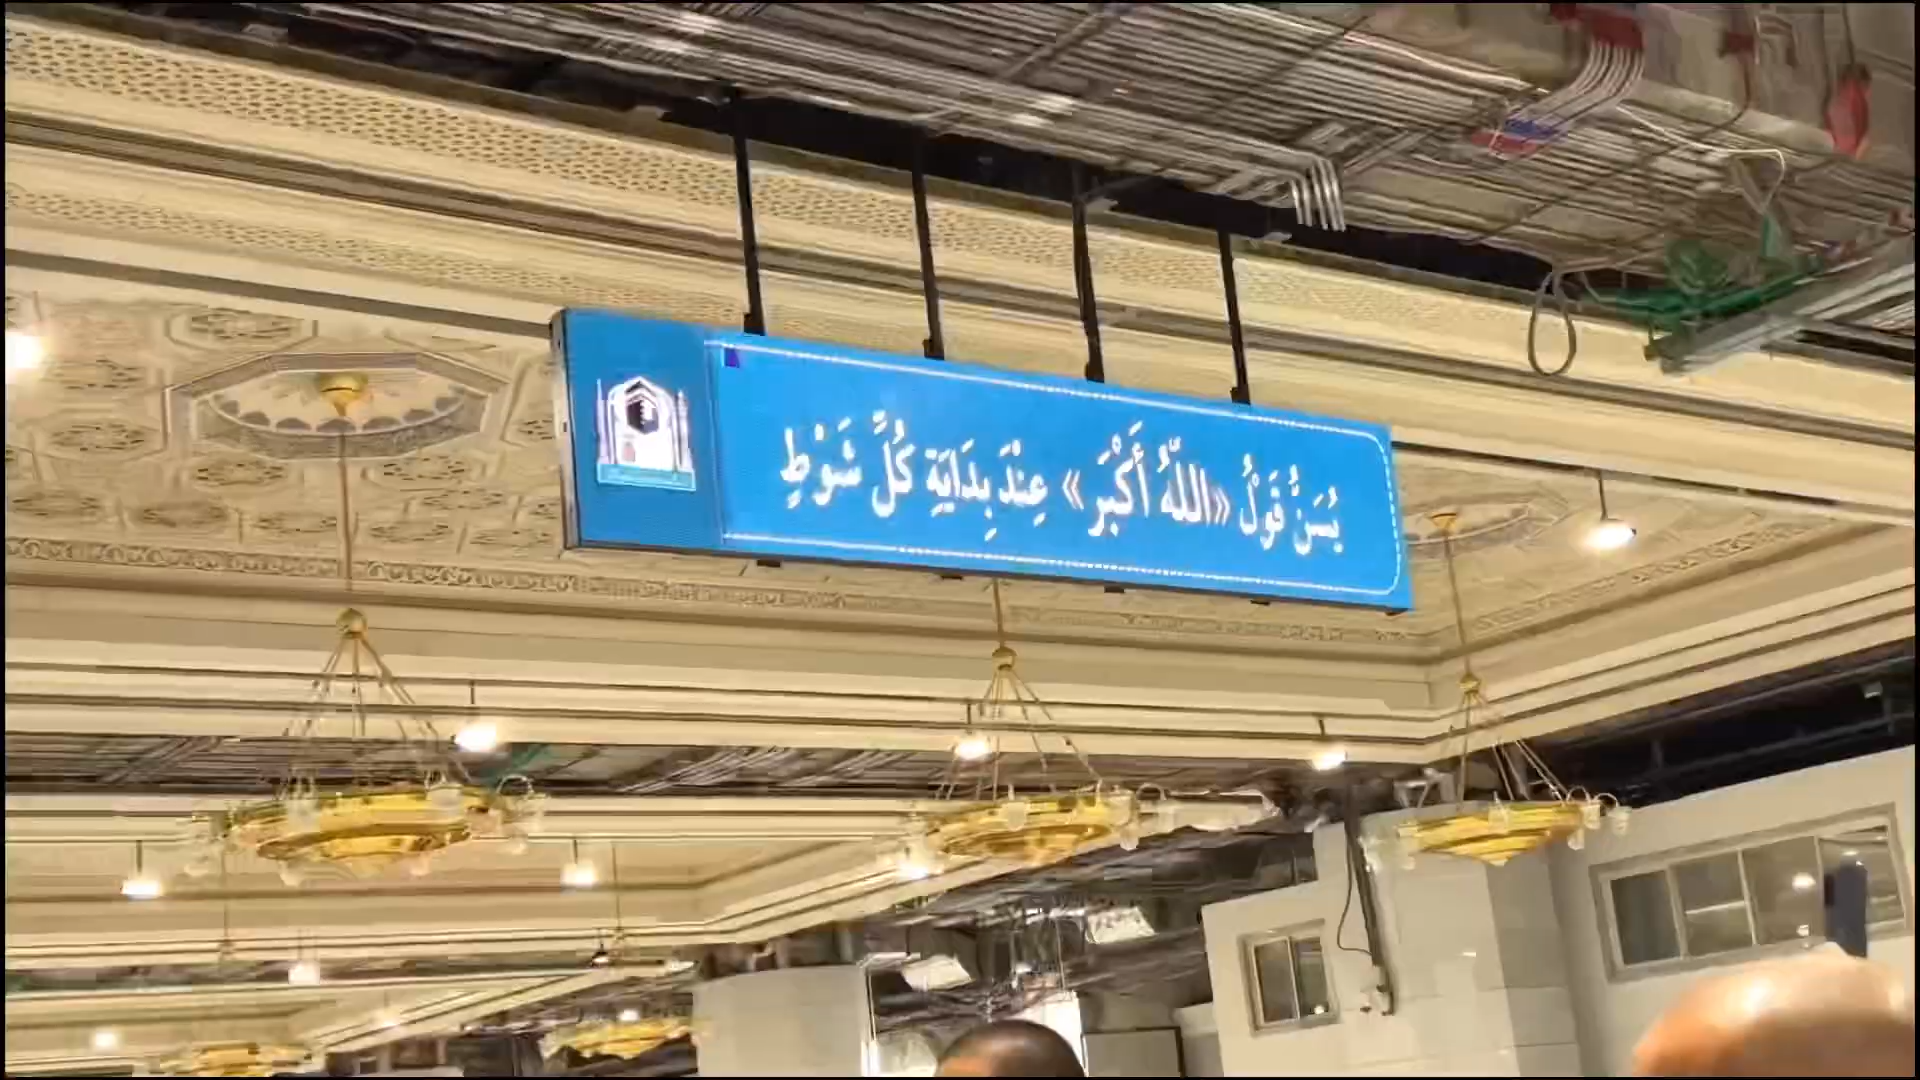 يُسَنُّ قَوْلُ «اللّٰهُ أَكْبَر» عِنْدَ بِدَايَةِ كُلِّ شَوْطٍ